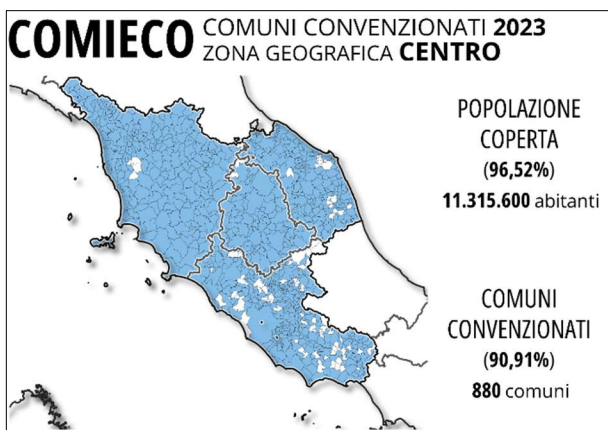 COMIECO COMUNI CONVENZIONATI 2023
ZONA GEOGRAFICA CENTRO
POPOLAZIONE
COPERTA
(96,52%)
11.315.600 abitanti
COMUNI
CONVENZIONATI
(90,91%)
880 comuni